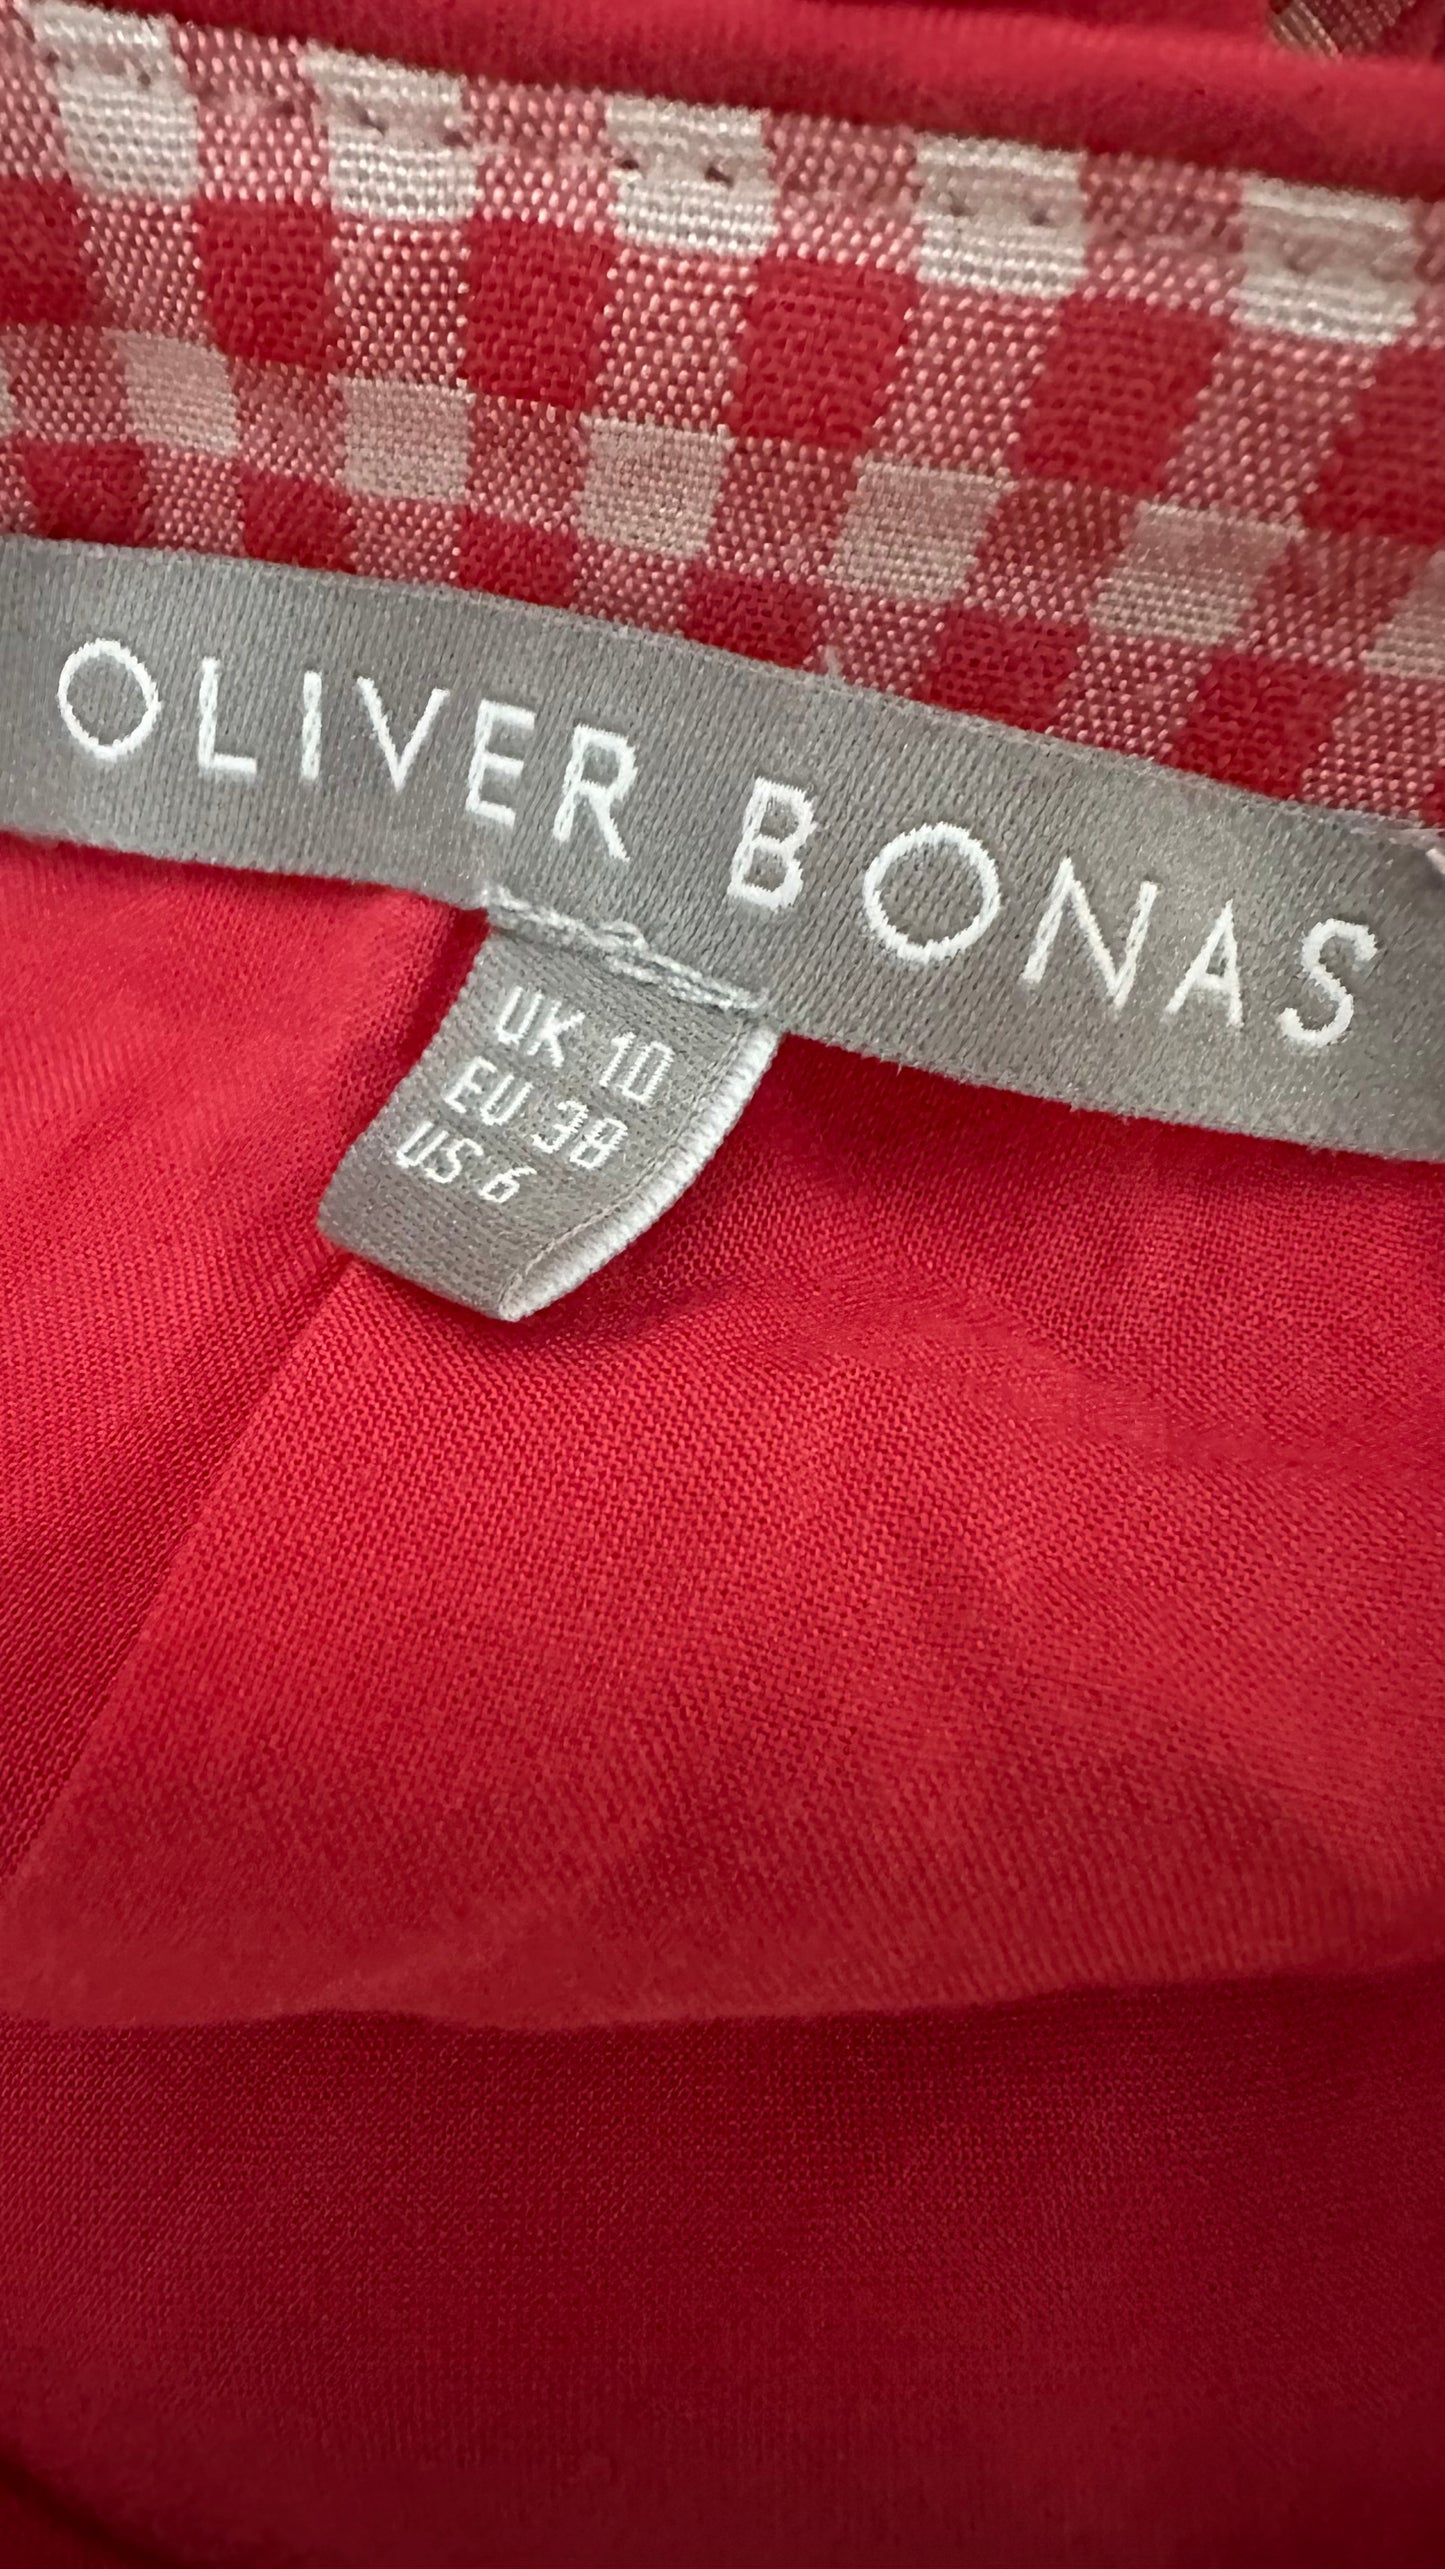 OLIVER BONAS
UK 10
EU 38
US 6